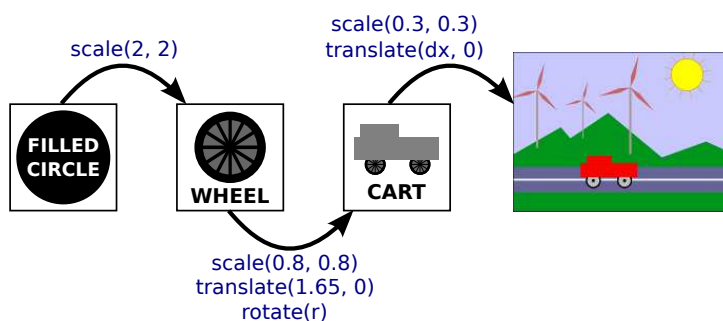 scale(2, 2)
scale(0.3, 0.3)
translate(dx, 0)
FILLED
CIRCLE
WHEEL
CART
scale(0.8, 0.8)
translate(1.65, 0)
rotate(r)